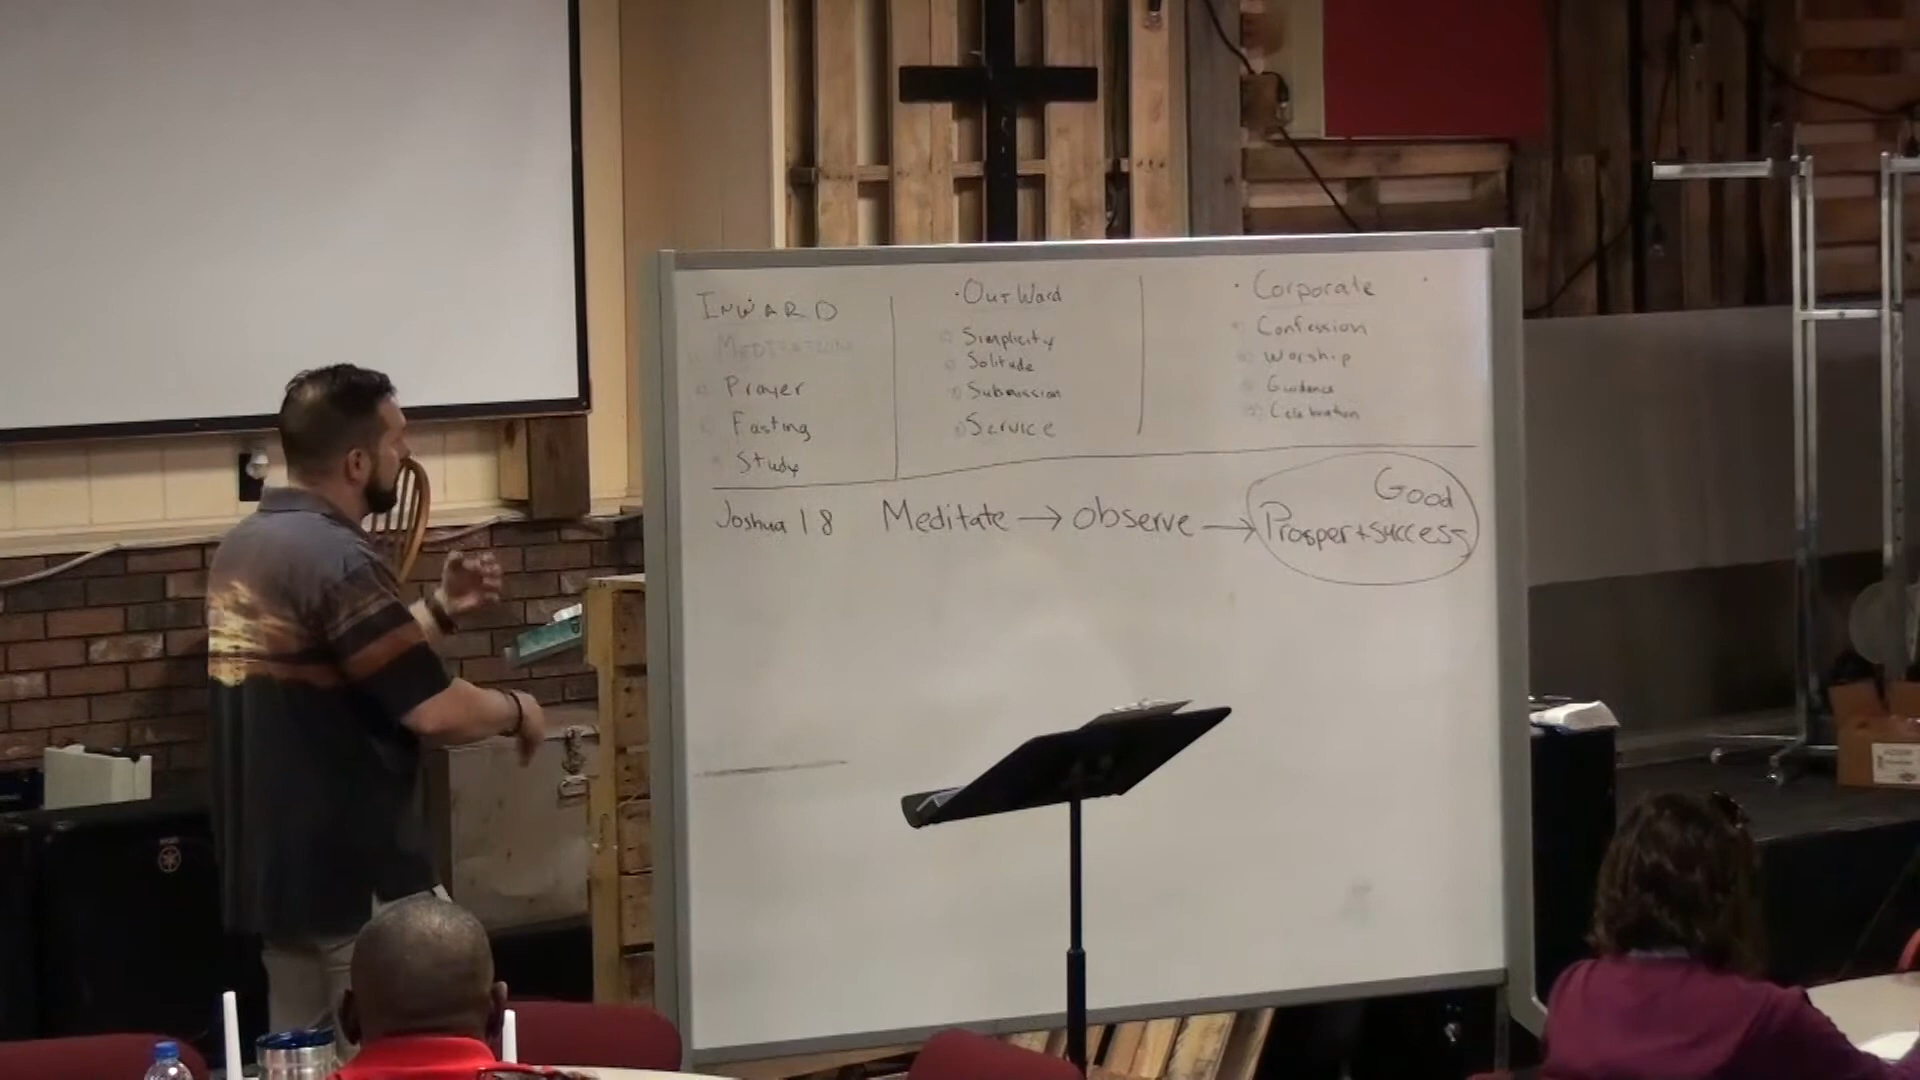 INWARD
MEDITATION
Prayer
Fasting
Study
• OutWard
Simplicity
Solitude
Submission
Service
• Corporate
Confession
Worship
Guidance
Celebration
Joshua 1 8 Meditate → observe → Good Prosper + success